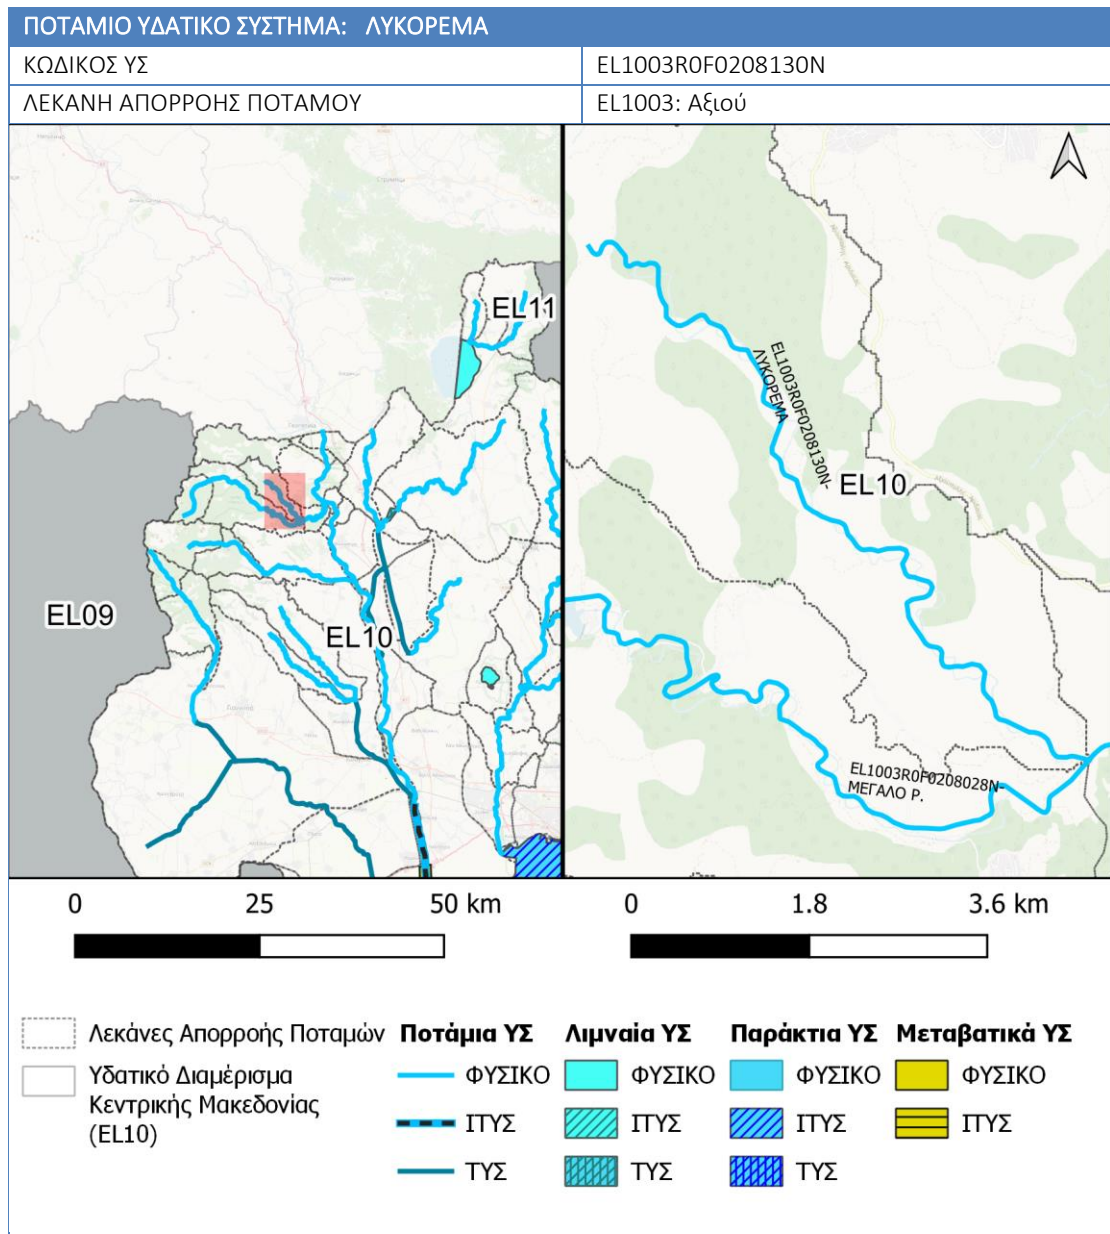 ΠΟΤΑΜΙΟ ΥΔΑΤΙΚΟ ΣΥΣΤΗΜΑ: ΛΥΚΟΡΕΜΑ
ΚΩΔΙΚΟΣ ΥΣ EL1003R0F0208130N
ΛΕΚΑΝΗ ΑΠΟΡΡΟΗΣ ΠΟΤΑΜΟΥ EL1003: Αξιού
EL11
EL09
EL10
EL1003R0F0208130N-
ΛΥΚΟΡΕΜΑ
EL10
EL1003R0F0208028N-
ΜΕΓΑΛΟ Ρ.
0 25 50 km
0 1.8 3.6 km
Λεκάνες Απορροής Ποταμών
Υδατικό Διαμέρισμα
Κεντρικής Μακεδονίας
(EL10)
Ποτάμια ΥΣ
ΦΥΣΙΚΟ
ΙΤΥΣ
ΤΥΣ
Λιμναία ΥΣ
ΦΥΣΙΚΟ
ΙΤΥΣ
ΤΥΣ
Παράκτια ΥΣ
ΦΥΣΙΚΟ
ΙΤΥΣ
ΤΥΣ
Μεταβατικά ΥΣ
ΦΥΣΙΚΟ
ΙΤΥΣ